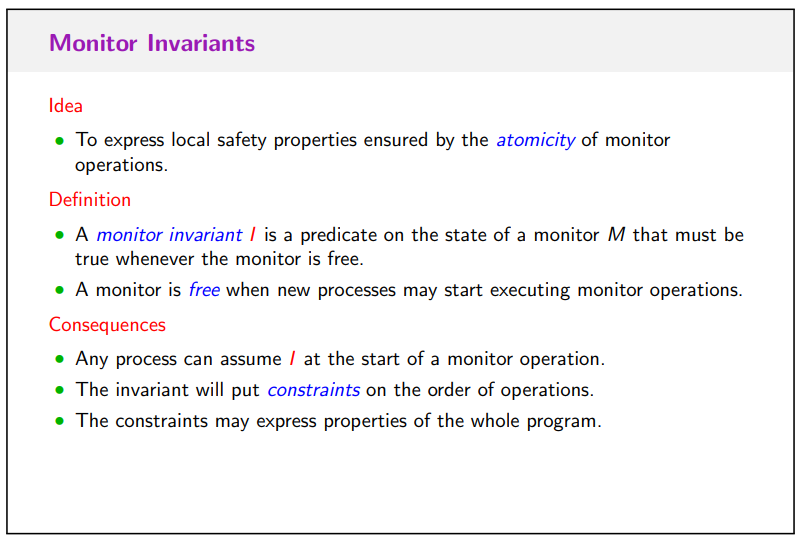 Monitor Invariants
Idea
• To express local safety properties ensured by the atomicity of monitor
operations.
Definition
• A monitor invariant I is a predicate on the state of a monitor M that must be
true whenever the monitor is free.
• A monitor is free when new processes may start executing monitor operations.
Consequences
• Any process can assume I at the start of a monitor operation.
• The invariant will put constraints on the order of operations.
• The constraints may express properties of the whole program.